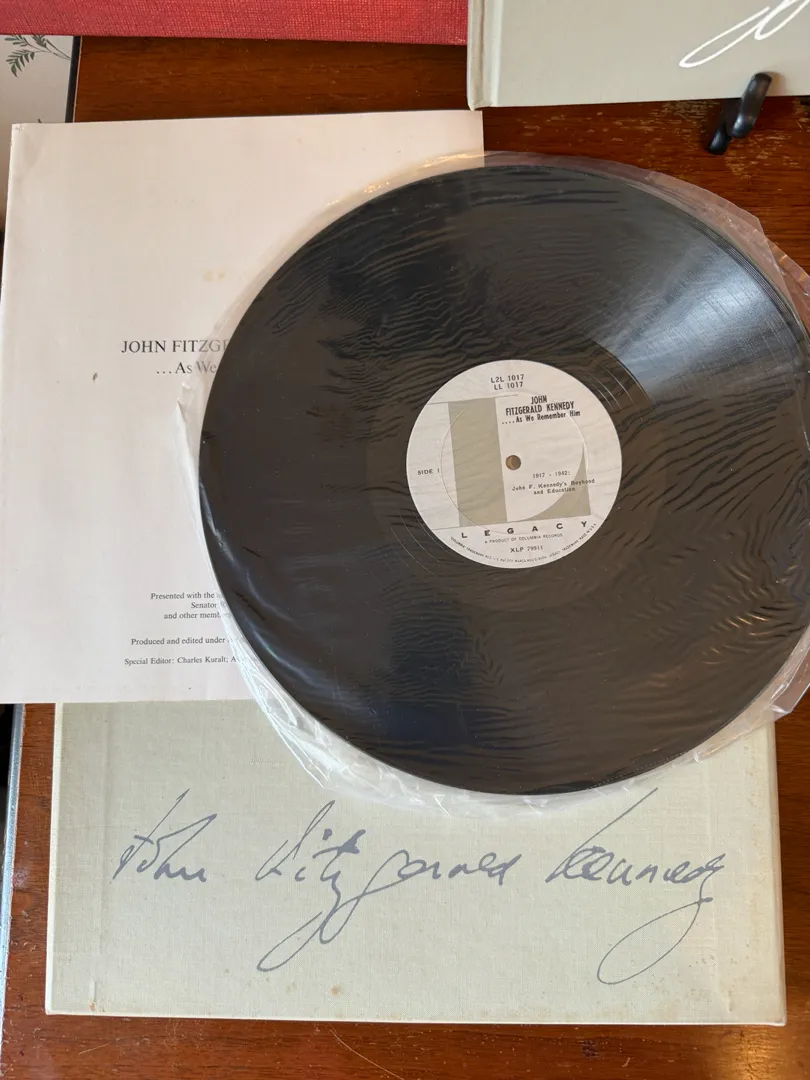 JOHN FITZGE
...As We
Presented with the
Senator
and other memb
Produced and edited under
Special Editor: Charles Kuralt; A
L2L 1017
LL 1017
JOHN
FITZGERALD KENNEDY
....As We Remember Him
SIDE 1
1917 - 1942:
John F. Kennedy's Boyhood
and Education
L
LEGACY
A PRODUCT OF COLUMBIA RECORDS
XLP 79911
John Fitzgerald Kennedy